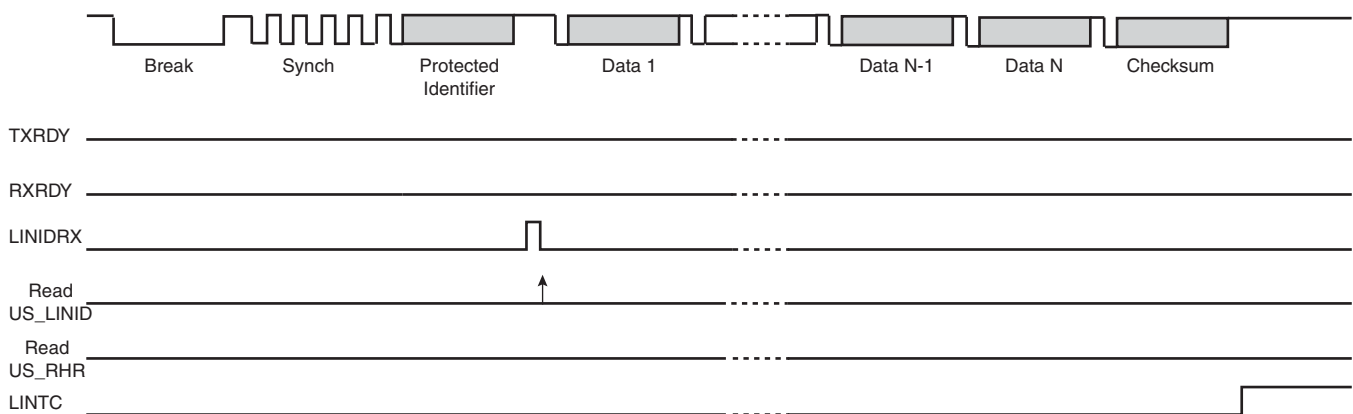 Break Synch Protected Data 1 Data N-1 Data N Checksum
Identifier
TXRDY
RXRDY
LINIDRX
Read
US_LINID
Read
US_RHR
LINTC